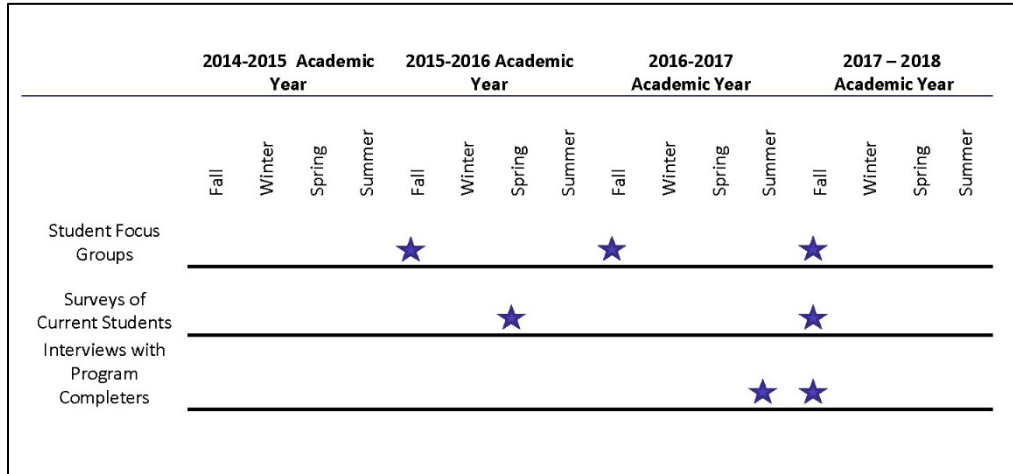 2014-2015 Academic
Year
2015-2016 Academic
Year
2016-2017
Academic Year
2017 – 2018
Academic Year
Fall
Winter
Spring
Summer
Fall
Winter
Spring
Summer
Fall
Winter
Spring
Summer
Fall
Winter
Spring
Summer
Student Focus
Groups
Surveys of
Current Students
Interviews with
Program
Completers